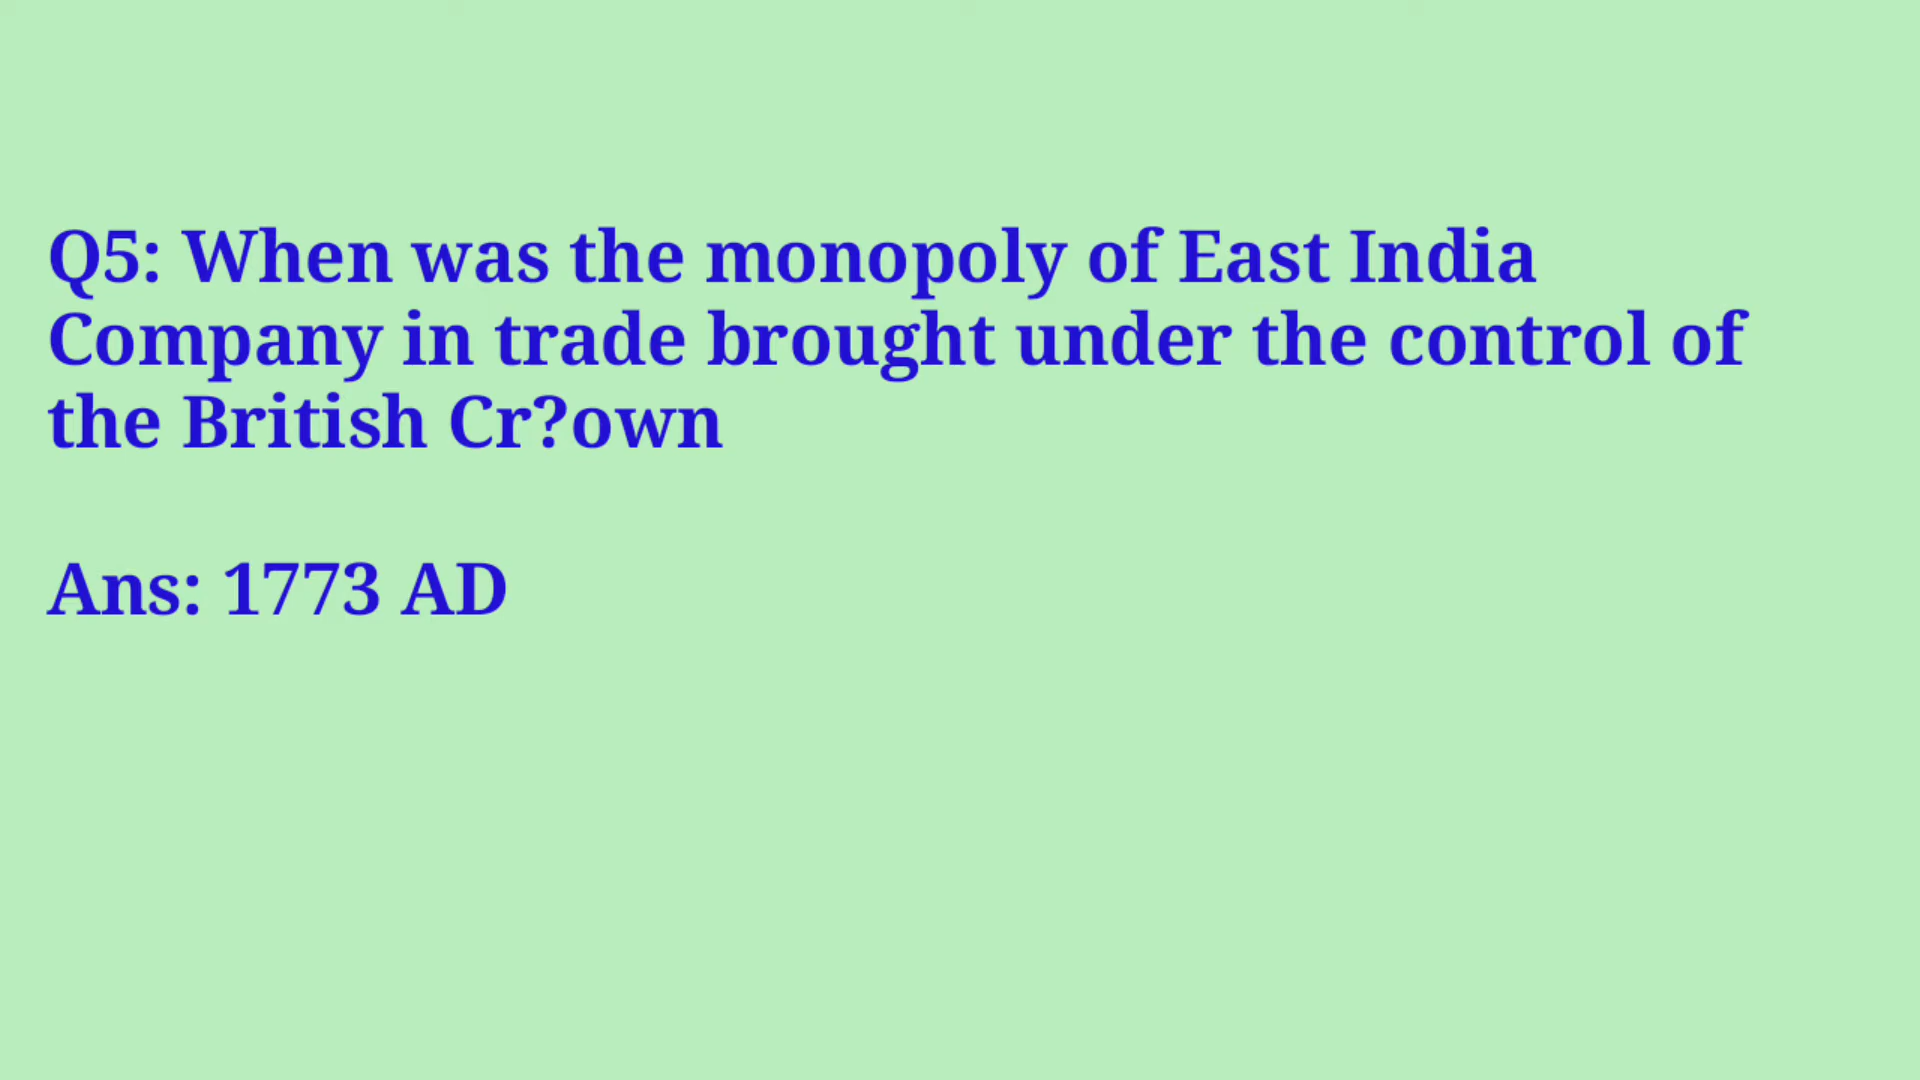 Q5: When was the monopoly of East India
Company in trade brought under the control of
the British Cr?own
Ans: 1773 AD